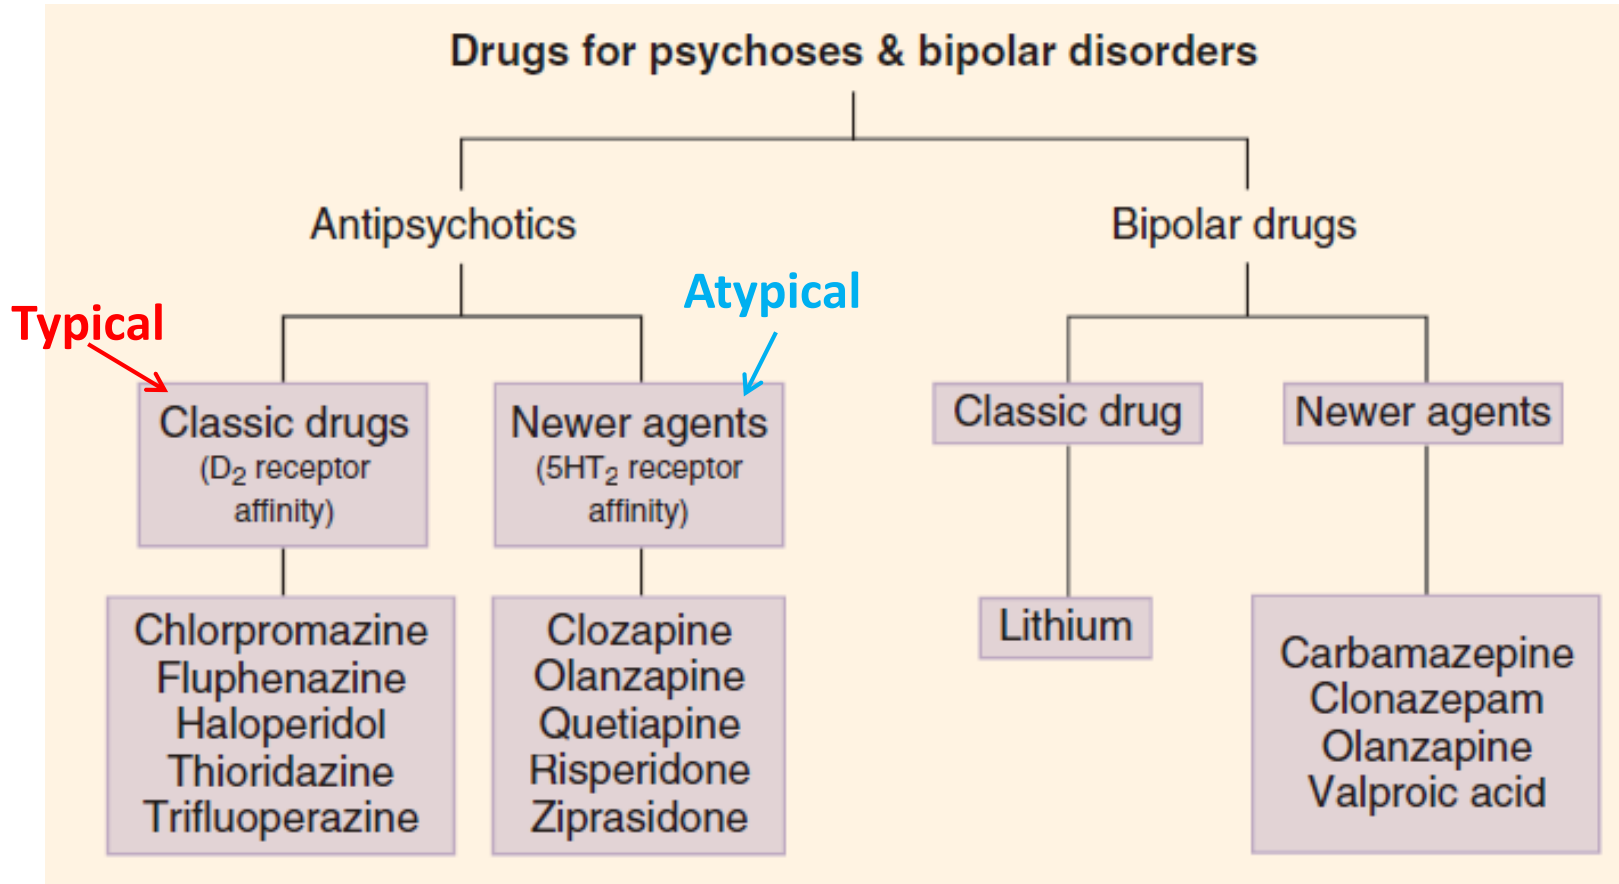 Drugs for psychoses & bipolar disorders
Antipsychotics
Bipolar drugs
Typical
Atypical
Classic drugs
(D₂ receptor
affinity)
Newer agents
(5HT₂ receptor
affinity)
Classic drug
Newer agents
Chlorpromazine
Fluphenazine
Haloperidol
Thioridazine
Trifluoperazine
Clozapine
Olanzapine
Quetiapine
Risperidone
Ziprasidone
Lithium
Carbamazepine
Clonazepam
Olanzapine
Valproic acid